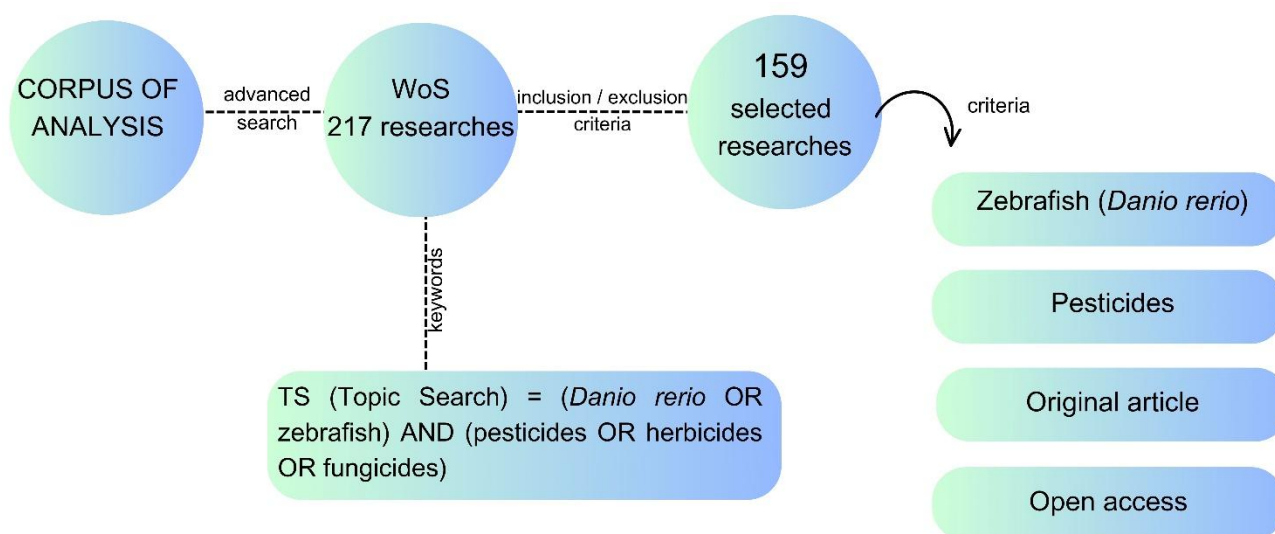 CORPUS OF
ANALYSIS
advanced
search
WoS
217 researches
inclusion / exclusion
criteria
159
selected
researches
criteria
keywords
TS (Topic Search) = (Danio rerio OR
zebrafish) AND (pesticides OR herbicides
OR fungicides)
Zebrafish (Danio rerio)
Pesticides
Original article
Open access